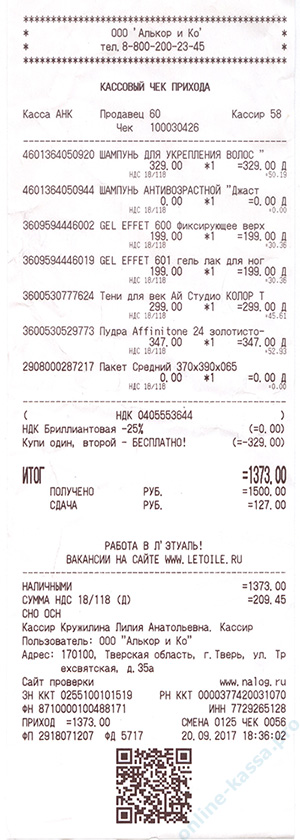 ООО "Алькор и Ко"
тел. 8-800-200-23-45
КАССОВЫЙ ЧЕК ПРИХОДА
Касса АНК Продавец 60 Кассир 58
Чек 100030426
4601364050920 ШАМПУНЬ ДЛЯ УКРЕПЛЕНИЯ ВОЛОС "
329.00 *1 =329.00 Д
НДС 18/118 +50.19
4601364050944 ШАМПУНЬ АНТИВОЗРАСТНОЙ "Джаст
0.00 *1 =0.00 Д
НДС 18/118 +0.00
3609594446002 GEL EFFET 600 Фиксирующее верх
199.00 *1 =199.00 Д
НДС 18/118 +30.36
3609594446019 GEL EFFET 601 гель лак для ног
199.00 *1 =199.00 Д
НДС 18/118 +30.36
3600530777624 Тени для век Ай Студио КОЛОР Т
299.00 *1 =299.00 Д
НДС 18/118 +45.61
3600530529773 Пудра Affinitone 24 золотисто-
347.00 *1 =347.00 Д
НДС 18/118 +52.93
2908000287217 Пакет Средний 370х390х065
0.00 *1 =0.00 Д
НДС 18/118 +0.00
( НДК 0405553644 )
НДК Бриллиантовая -25% (=0.00)
Купи один, второй - БЕСПЛАТНО! (=-329.00)
ИТОГ =1373.00
ПОЛУЧЕНО РУБ. =1500.00
СДАЧА РУБ. =127.00
РАБОТА В Л'ЭТУАЛЬ!
ВАКАНСИИ НА САЙТЕ WWW.LETOILE.RU
НАЛИЧНЫМИ =1373.00
СУММА НДС 18/118 (Д) =209.45
СНО ОСН
Кассир Кружилина Лилия Анатольевна. Кассир
Пользователь: ООО "Алькор и Ко"
Адрес: 170100, Тверская область, г.Тверь, ул. Тр
ехсвятская, д.35а
Сайт проверки www.nalog.ru
ЗН ККТ 0255100101519 РН ККТ 0000377420031070
ФН 8710000100488171 ИНН 7729265128
ПРИХОД =1373.00 СМЕНА 0125 ЧЕК 0056
ФП 2918071207 ФД 5717 20.09.2017 18:36:02
online-kassa.pro